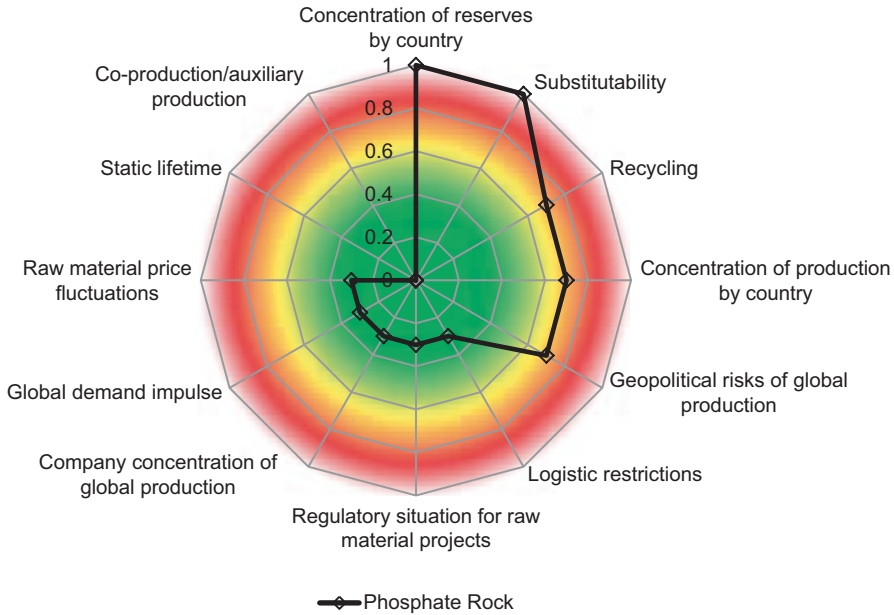 Concentration of reserves
by country
Co-production/auxiliary
production
1
Substitutability
0.8
Static lifetime
0.6
Recycling
0.4
0.2
Raw material price
fluctuations
0
Concentration of production
by country
Global demand impulse
Geopolitical risks of global
production
Company concentration of
global production
Logistic restrictions
Regulatory situation for raw
material projects
Phosphate Rock